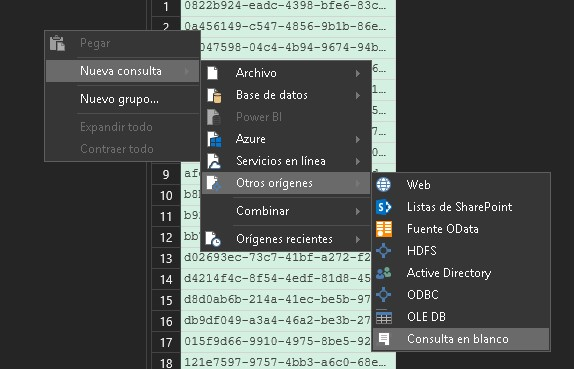 1 0822b924-eadc-4398-bfe6-83c...
2 0a456149-c547-4856-9b1b-86e...
047598-04c4-4b94-9674-94b...
Pegar
Nueva consulta
Nuevo grupo...
Expandir todo
Contraer todo
Archivo
Base de datos
Power BI
Azure
Servicios en línea
Otros orígenes
Combinar
Orígenes recientes
Web
Listas de SharePoint
Fuente OData
HDFS
Active Directory
ODBC
OLE DB
Consulta en blanco
9
10
11
12
13 d02693ec-73c7-41bf-a272-f2
14 d4214f4c-8f54-4edf-81d8-45
15 d8d0ab6b-214a-41ec-be5b-97
16 db9df049-a3a4-46a2-be3b-27
17 015f9d66-9910-4975-8be5-92
18 121e7597-9757-4bb3-a6c0-68e...